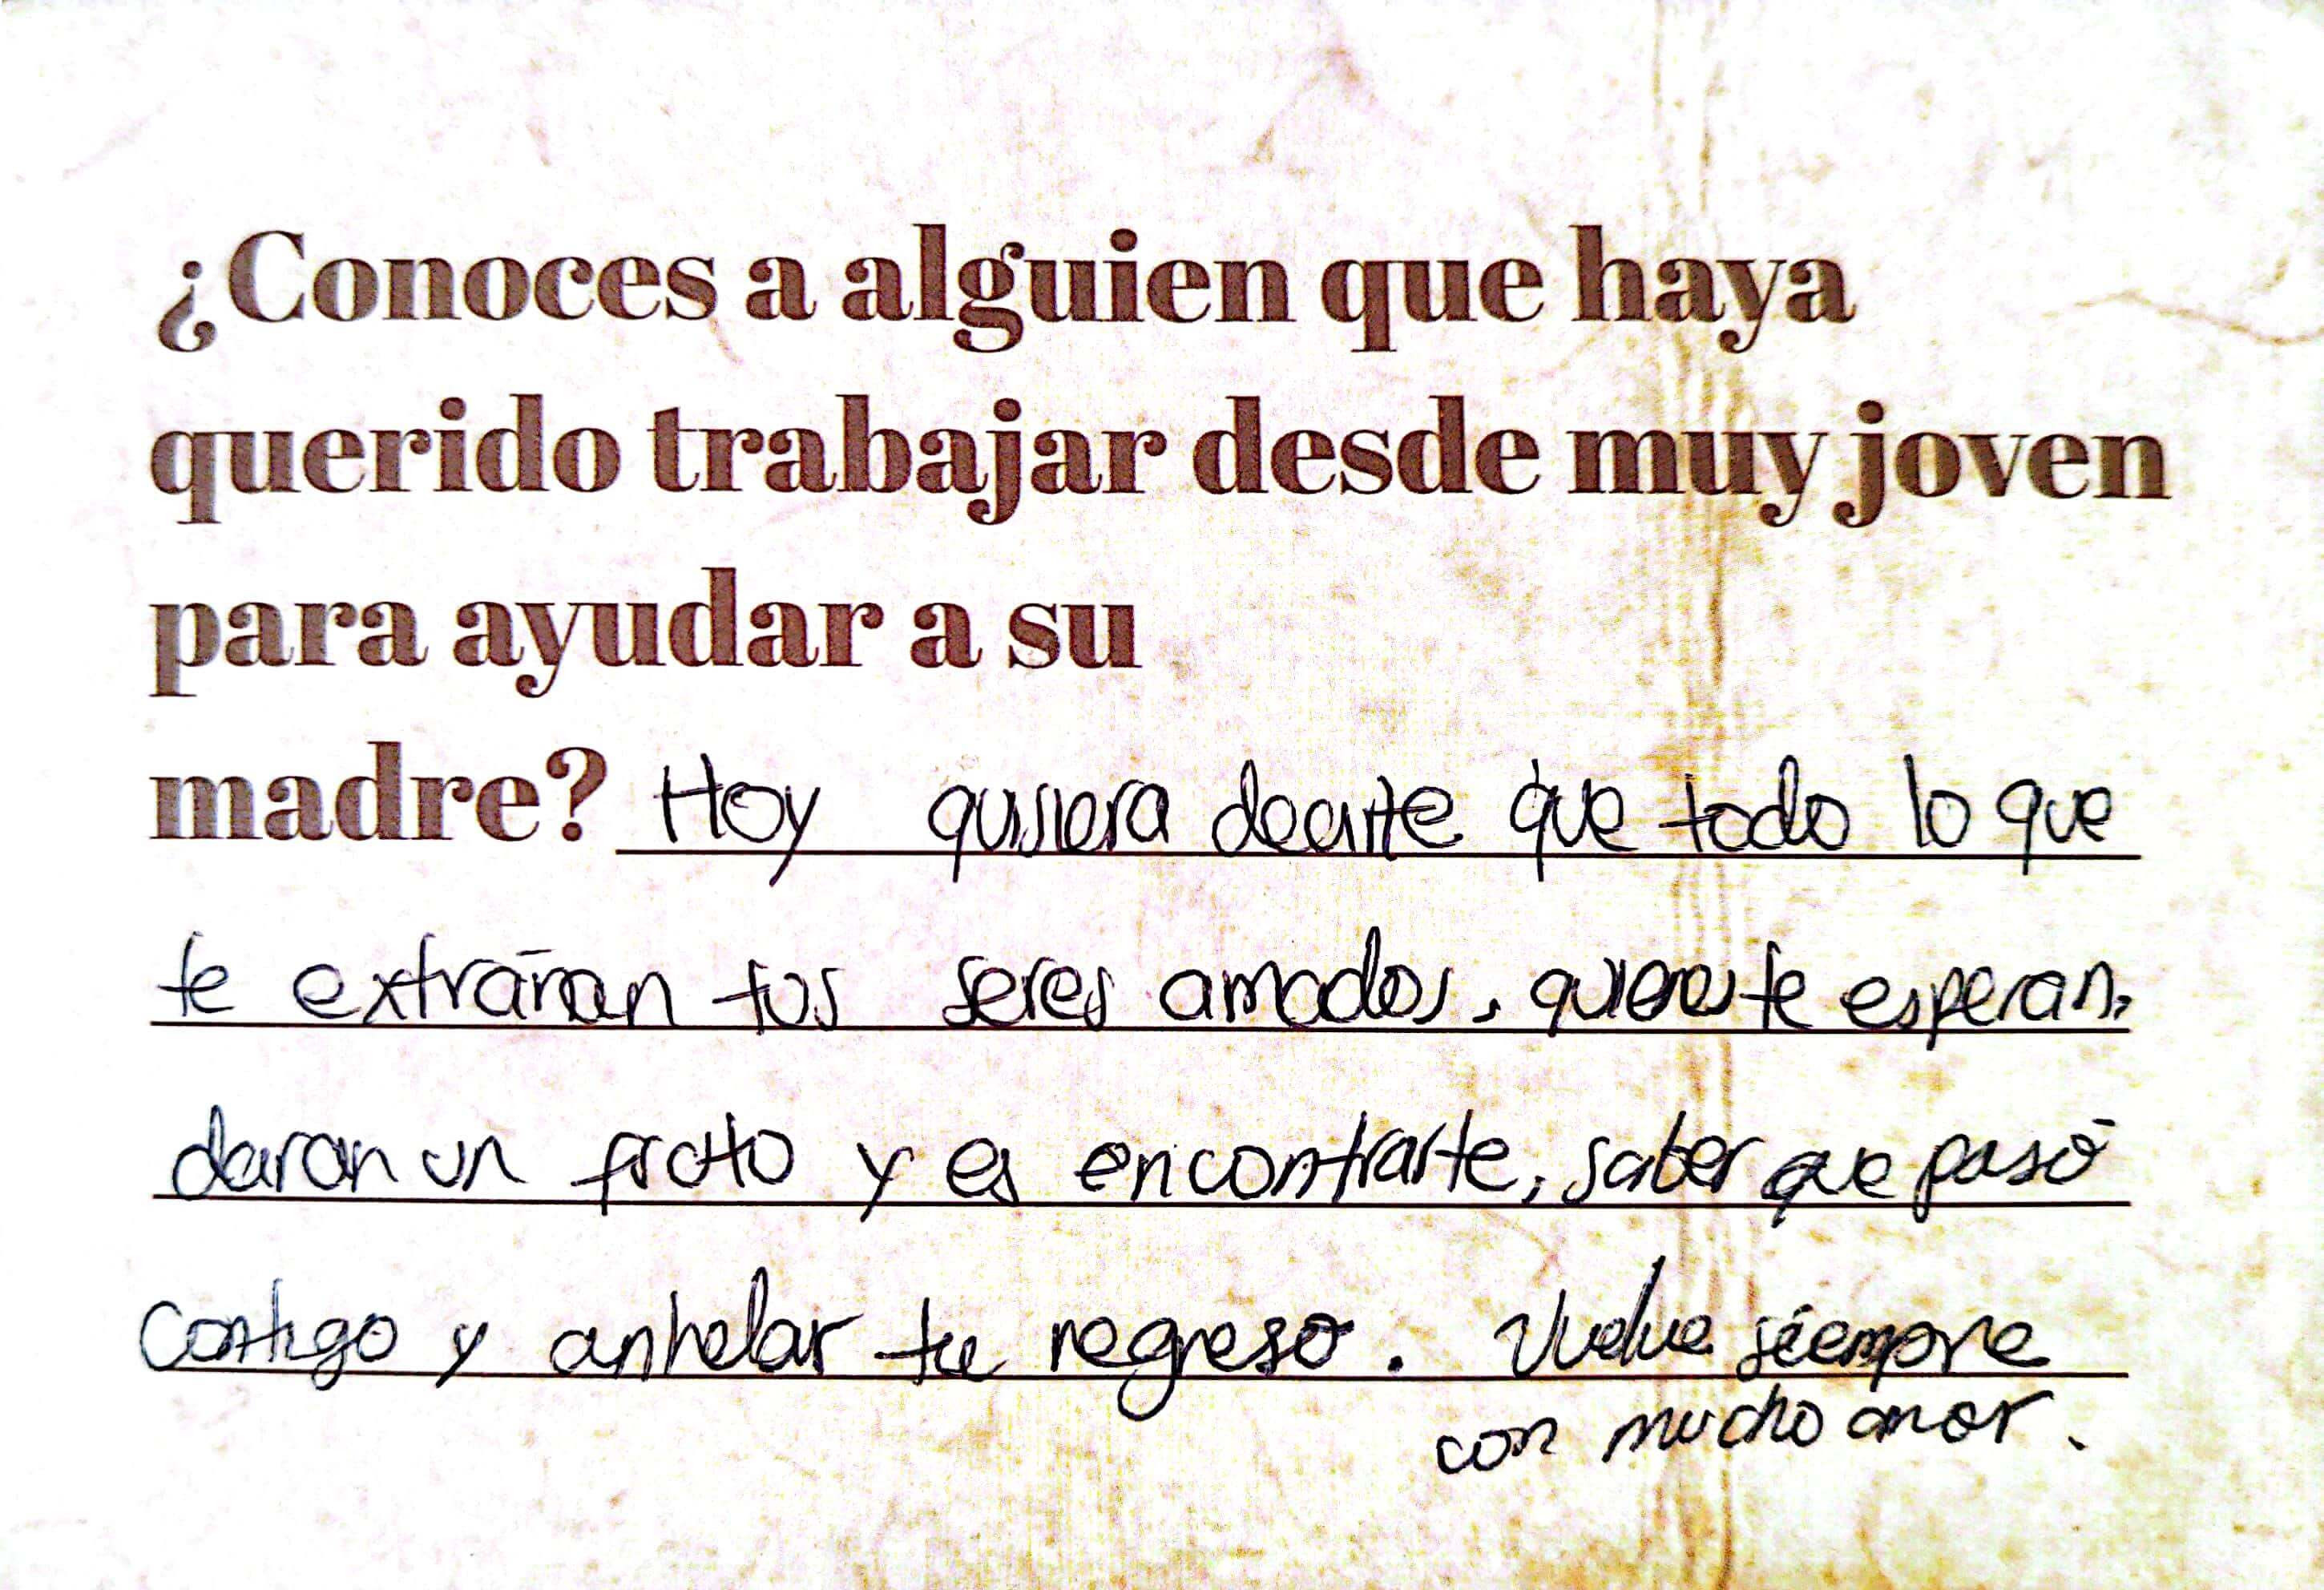 ¿Conoces a alguien que haya
querido trabajar desde muy joven
para ayudar a su
madre? Hoy quisiera decirte que todo lo que
te extrañan tus seres amados, quienes te esperan,
daran un fruto y es encontrarte, saber que pasó
contigo y anhelar tu regreso. Vuelve siempre
con mucho amor.